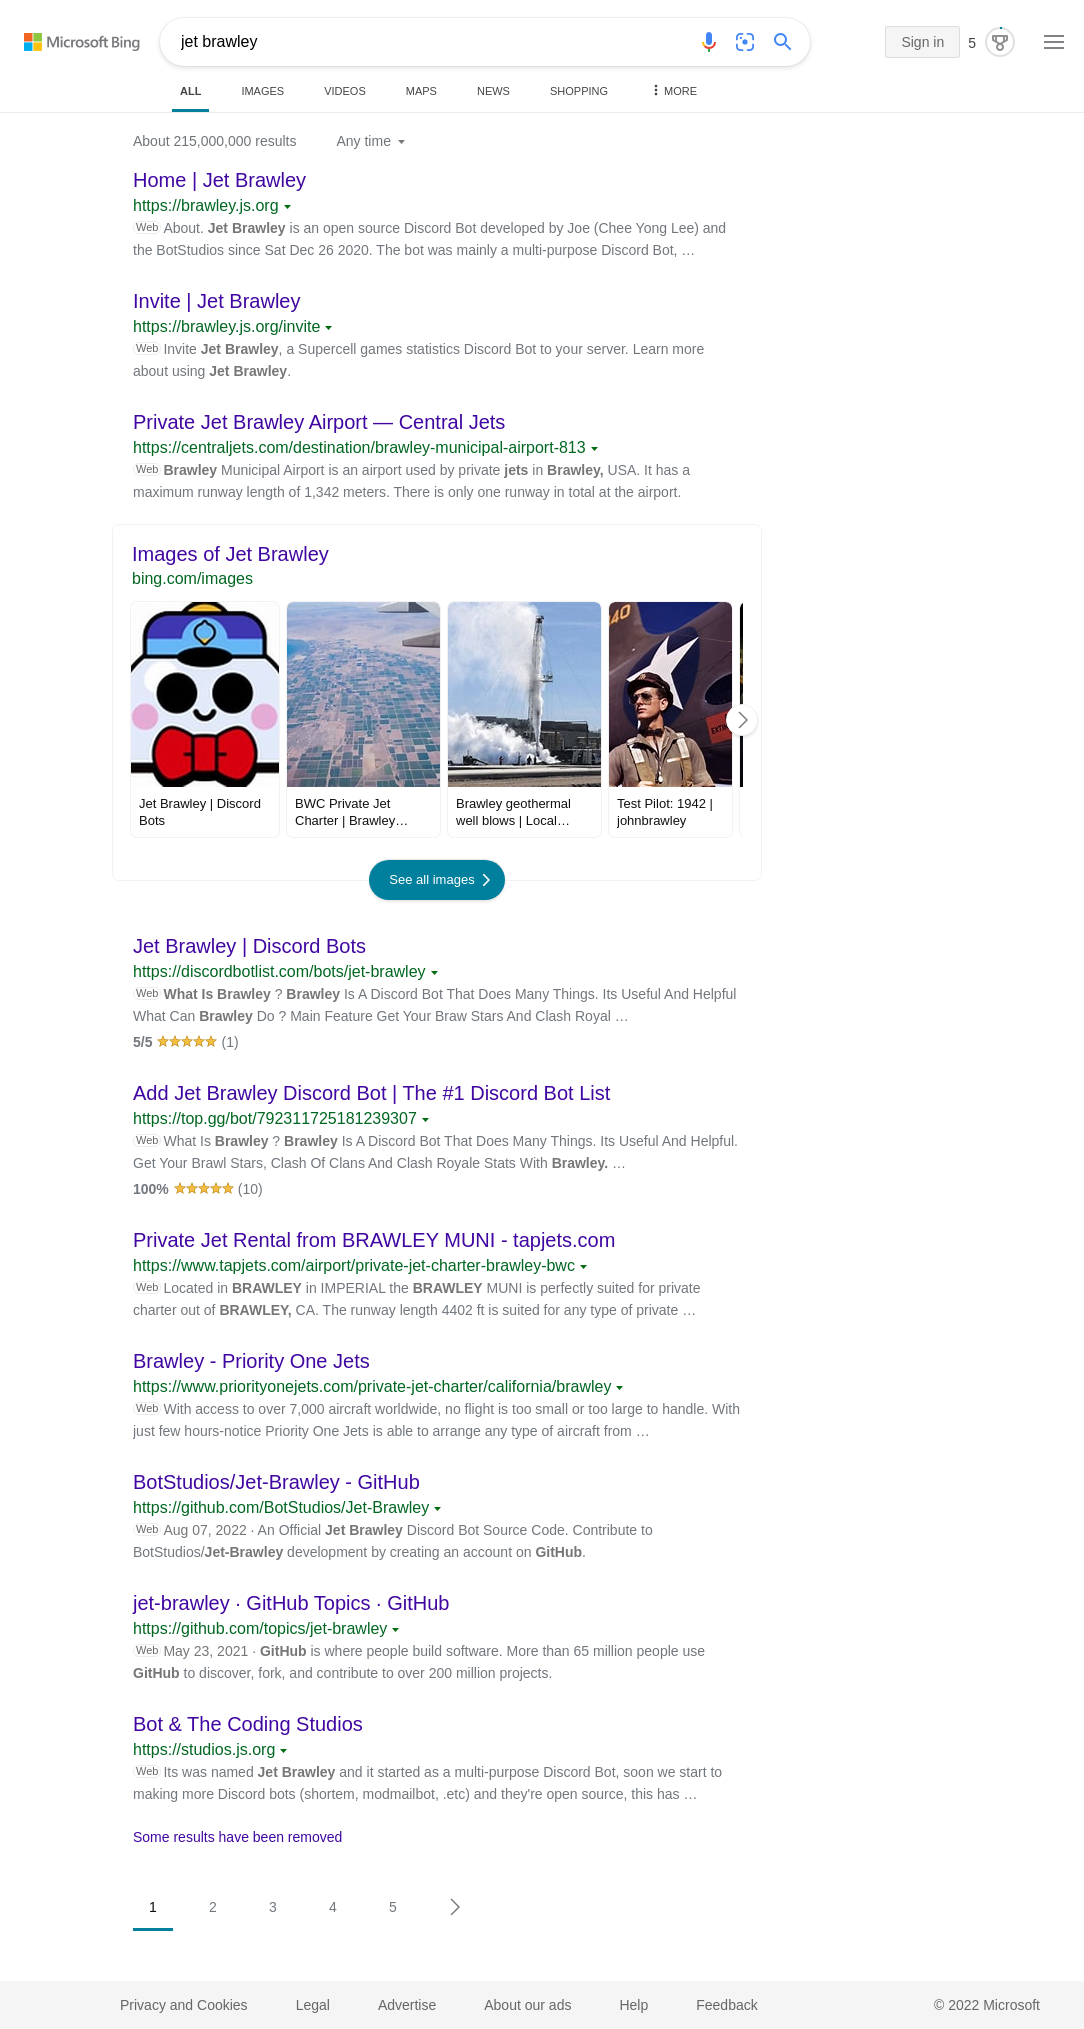 Microsoft Bing
jet brawley
Sign in
5
ALL
IMAGES
VIDEOS
MAPS
NEWS
SHOPPING
MORE
About 215,000,000 results
Any time
Home | Jet Brawley
https://brawley.js.org
Web About. Jet Brawley is an open source Discord Bot developed by Joe (Chee Yong Lee) and
the BotStudios since Sat Dec 26 2020. The bot was mainly a multi-purpose Discord Bot, …
Invite | Jet Brawley
https://brawley.js.org/invite
Web Invite Jet Brawley, a Supercell games statistics Discord Bot to your server. Learn more
about using Jet Brawley.
Private Jet Brawley Airport — Central Jets
https://centraljets.com/destination/brawley-municipal-airport-813
Web Brawley Municipal Airport is an airport used by private jets in Brawley, USA. It has a
maximum runway length of 1,342 meters. There is only one runway in total at the airport.
Images of Jet Brawley
bing.com/images
40
EXTIN
Jet Brawley | Discord
Bots
BWC Private Jet
Charter | Brawley…
Brawley geothermal
well blows | Local…
Test Pilot: 1942 |
johnbrawley
See all images
Jet Brawley | Discord Bots
https://discordbotlist.com/bots/jet-brawley
Web What Is Brawley ? Brawley Is A Discord Bot That Does Many Things. Its Useful And Helpful
What Can Brawley Do ? Main Feature Get Your Braw Stars And Clash Royal …
5/5 (1)
Add Jet Brawley Discord Bot | The #1 Discord Bot List
https://top.gg/bot/792311725181239307
Web What Is Brawley ? Brawley Is A Discord Bot That Does Many Things. Its Useful And Helpful.
Get Your Brawl Stars, Clash Of Clans And Clash Royale Stats With Brawley. …
100% (10)
Private Jet Rental from BRAWLEY MUNI - tapjets.com
https://www.tapjets.com/airport/private-jet-charter-brawley-bwc
Web Located in BRAWLEY in IMPERIAL the BRAWLEY MUNI is perfectly suited for private
charter out of BRAWLEY, CA. The runway length 4402 ft is suited for any type of private …
Brawley - Priority One Jets
https://www.priorityonejets.com/private-jet-charter/california/brawley
Web With access to over 7,000 aircraft worldwide, no flight is too small or too large to handle. With
just few hours-notice Priority One Jets is able to arrange any type of aircraft from …
BotStudios/Jet-Brawley - GitHub
https://github.com/BotStudios/Jet-Brawley
Web Aug 07, 2022 · An Official Jet Brawley Discord Bot Source Code. Contribute to
BotStudios/Jet-Brawley development by creating an account on GitHub.
jet-brawley · GitHub Topics · GitHub
https://github.com/topics/jet-brawley
Web May 23, 2021 · GitHub is where people build software. More than 65 million people use
GitHub to discover, fork, and contribute to over 200 million projects.
Bot & The Coding Studios
https://studios.js.org
Web Its was named Jet Brawley and it started as a multi-purpose Discord Bot, soon we start to
making more Discord bots (shortem, modmailbot, .etc) and they're open source, this has …
Some results have been removed
1
2
3
4
5
Privacy and Cookies
Legal
Advertise
About our ads
Help
Feedback
© 2022 Microsoft